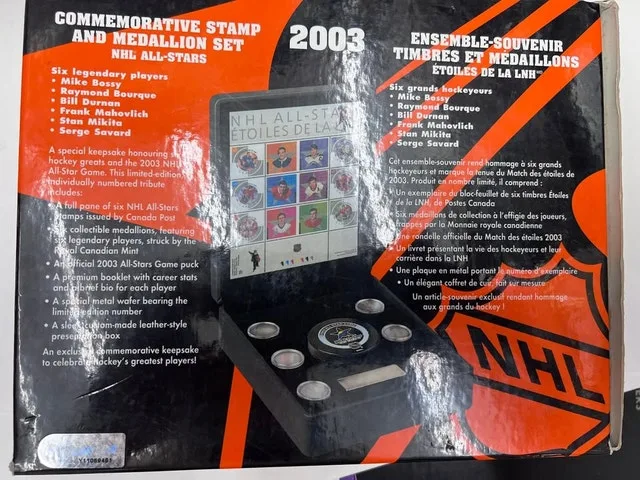 COMMEMORATIVE STAMP
AND MEDALLION SET
NHL ALL-STARS
2003
ENSEMBLE-SOUVENIR
TIMBRES ET MÉDAILLONS
ÉTOILES DE LA LNH
Six legendary players
• Mike Bossy
• Raymond Bourque
• Bill Durnan
• Frank Mahovlich
• Stan Mikita
• Serge Savard
A special keepsake honouring six
hockey greats and the 2003 NHL
All-Star Game. This limited-edition
individually numbered tribute
includes:
• A full pane of six NHL All-Stars
stamps issued by Canada Post
• Six collectible medallions, featuring
six legendary players, struck by the
Royal Canadian Mint
• An official 2003 All-Stars Game puck
• A premium booklet with career stats
and a brief bio for each player
• A special metal wafer bearing the
limited edition number
• A sleek custom-made leather-style
presentation box
An exclusive commemorative keepsake
to celebrate hockey's greatest players!
Six grands hockeyeurs
• Mike Bossy
• Raymond Bourque
• Bill Durnan
• Frank Mahovlich
• Stan Mikita
• Serge Savard
Cet ensemble-souvenir rend hommage à six grands
hockeyeurs et marque la tenue du Match des étoiles de
2003. Produit en nombre limité, il comprend :
• Un exemplaire du bloc-feuillet de six timbres Étoiles
de la LNH, de Postes Canada
• Six médaillons de collection à l'effigie des joueurs,
frappés par la Monnaie royale canadienne
• Une rondelle officielle du Match des étoiles 2003
• Un livret présentant la vie des hockeyeurs et leur
carrière dans la LNH
• Une plaque en métal portant le numéro d'exemplaire
• Un élégant coffret de cuir, fait sur mesure
Un article-souvenir exclusif rendant hommage
aux grands du hockey !
NHL ALL-STA
ÉTOILES DE LA
NHL
Y11086481